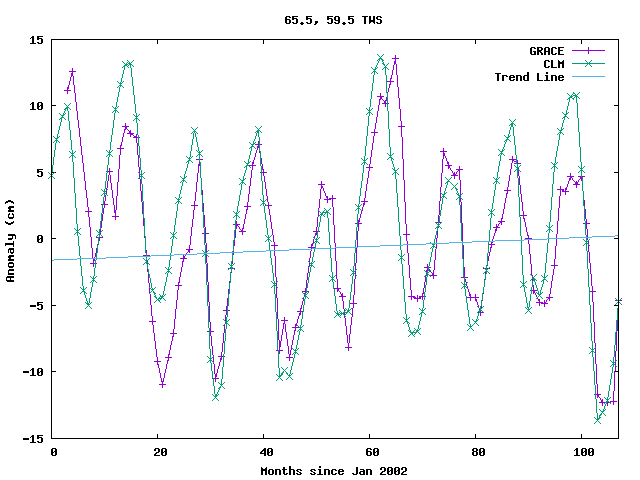 65.5, 59.5 TWS
GRACE
CLM
Trend Line
Anomaly (cm)
15
10
5
0
-5
-10
-15
0 20 40 60 80 100
Months since Jan 2002